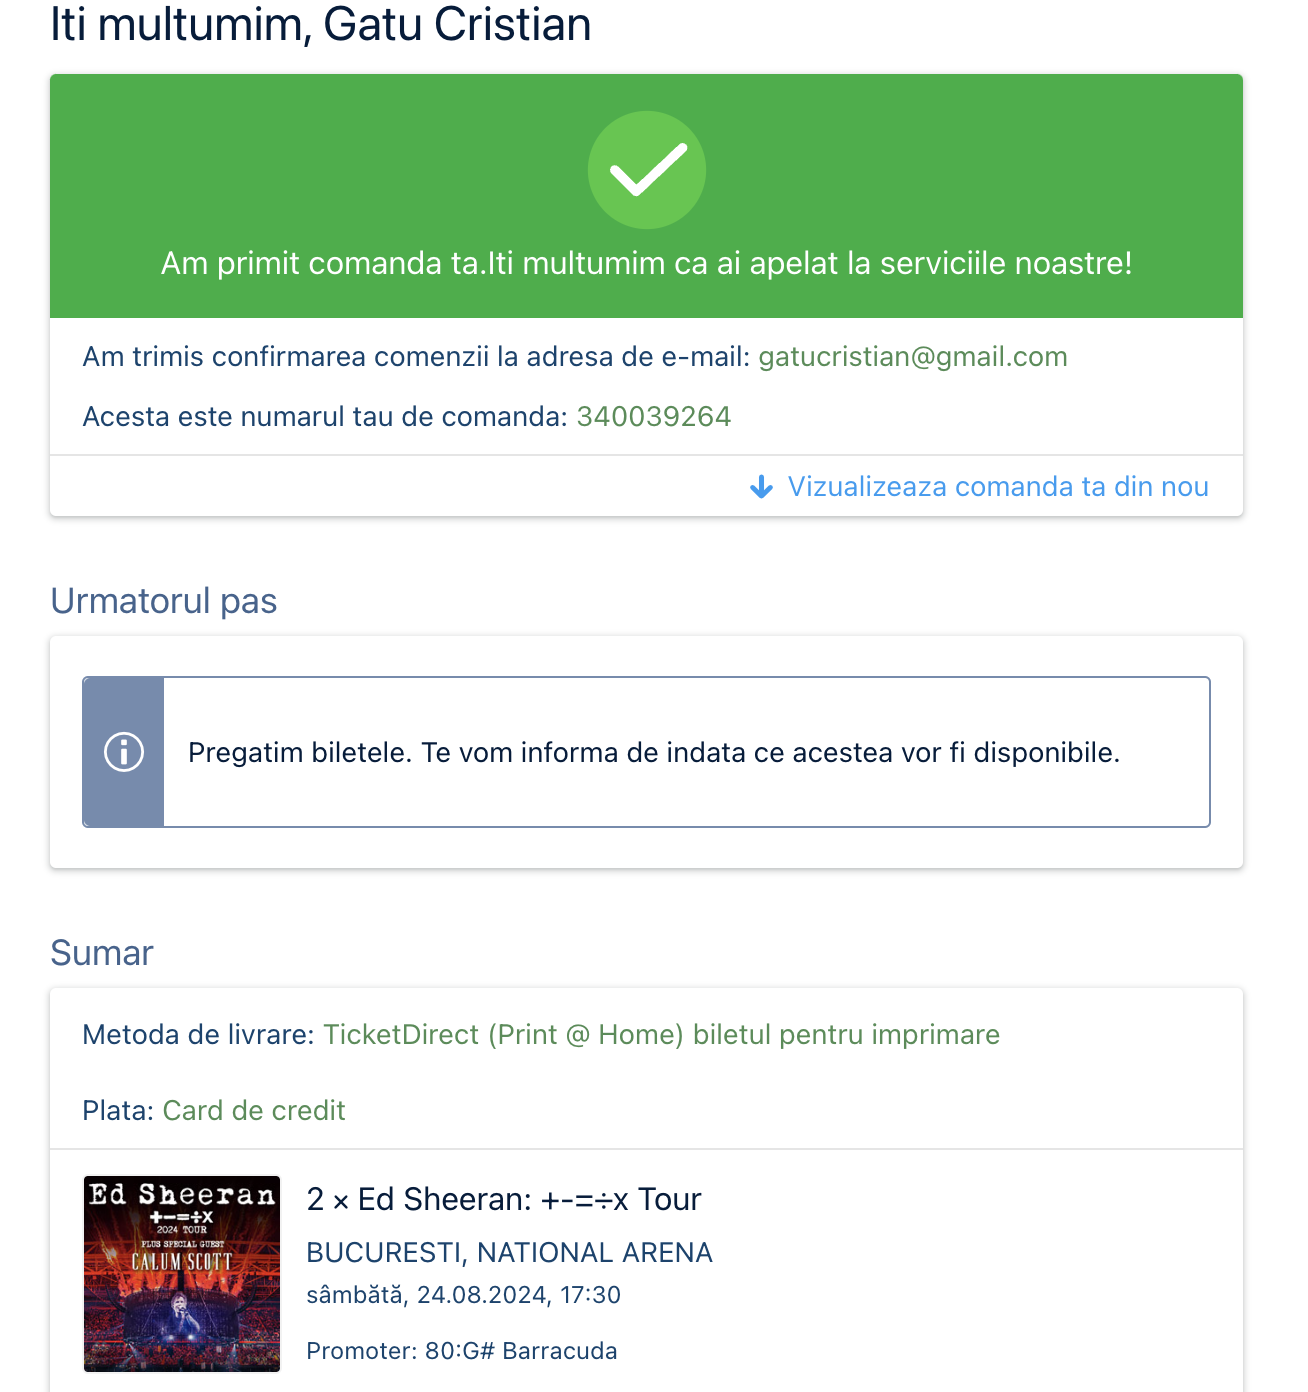 Iti multumim, Gatu Cristian
Am primit comanda ta.Iti multumim ca ai apelat la serviciile noastre!
Am trimis confirmarea comenzii la adresa de e-mail: gatucristian@gmail.com
Acesta este numarul tau de comanda: 340039264
Vizualizeaza comanda ta din nou
Urmatorul pas
Pregatim biletele. Te vom informa de indata ce acestea vor fi disponibile.
Sumar
Metoda de livrare: TicketDirect (Print @ Home) biletul pentru imprimare
Plata: Card de credit
Ed Sheeran
+-=÷x
2024 TOUR
PLUS SPECIAL GUEST
CALUM SCOTT
2 × Ed Sheeran: +-=÷x Tour
BUCURESTI, NATIONAL ARENA
sâmbătă, 24.08.2024, 17:30
Promoter: 80:G# Barracuda